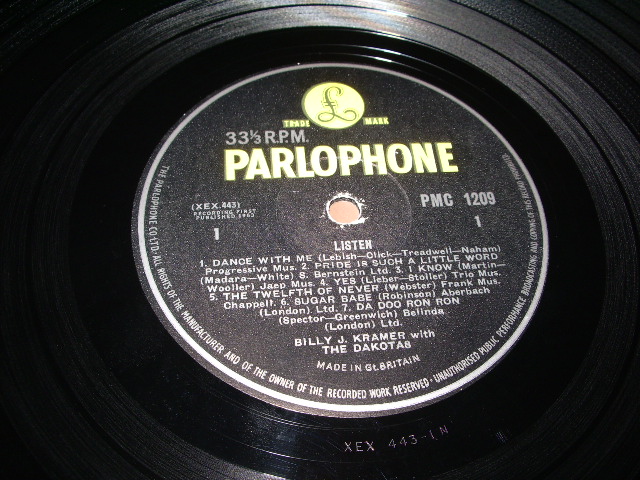 TRADE MARK
33⅓ R.P.M.
PARLOPHONE
(XEX.443)
RECORDING FIRST
PUBLISHED 1963
PMC 1209
1
1
LISTEN
1. DANCE WITH ME (Lebish—Glick—Treadwell—Nahan)
Progressive Mus. 2. PRIDE IS SUCH A LITTLE WORD
(Madara—White) S. Bernstein Ltd. 3. I KNOW (Martin—
Wooller) Jaep Mus. 4. YES (Lieber—Stoller) Trio Mus.
5. THE TWELFTH OF NEVER (Webster) Frank Mus.
Chappell. 6. SUGAR BABE (Robinson) Aberbach
(London) Ltd. 7. DA DOO RON RON
(Spector—Greenwich) Belinda
(London) Ltd.
BILLY J. KRAMER with
THE DAKOTAS
MADE IN Gt. BRITAIN
THE PARLOPHONE CO. LTD. ALL RIGHTS OF THE MANUFACTURER AND OF THE OWNER OF THE RECORDED WORK RESERVED · UNAUTHORISED PUBLIC PERFORMANCE BROADCASTING AND COPYING OF THIS RECORD PROHIBITED
XEX 443-1N